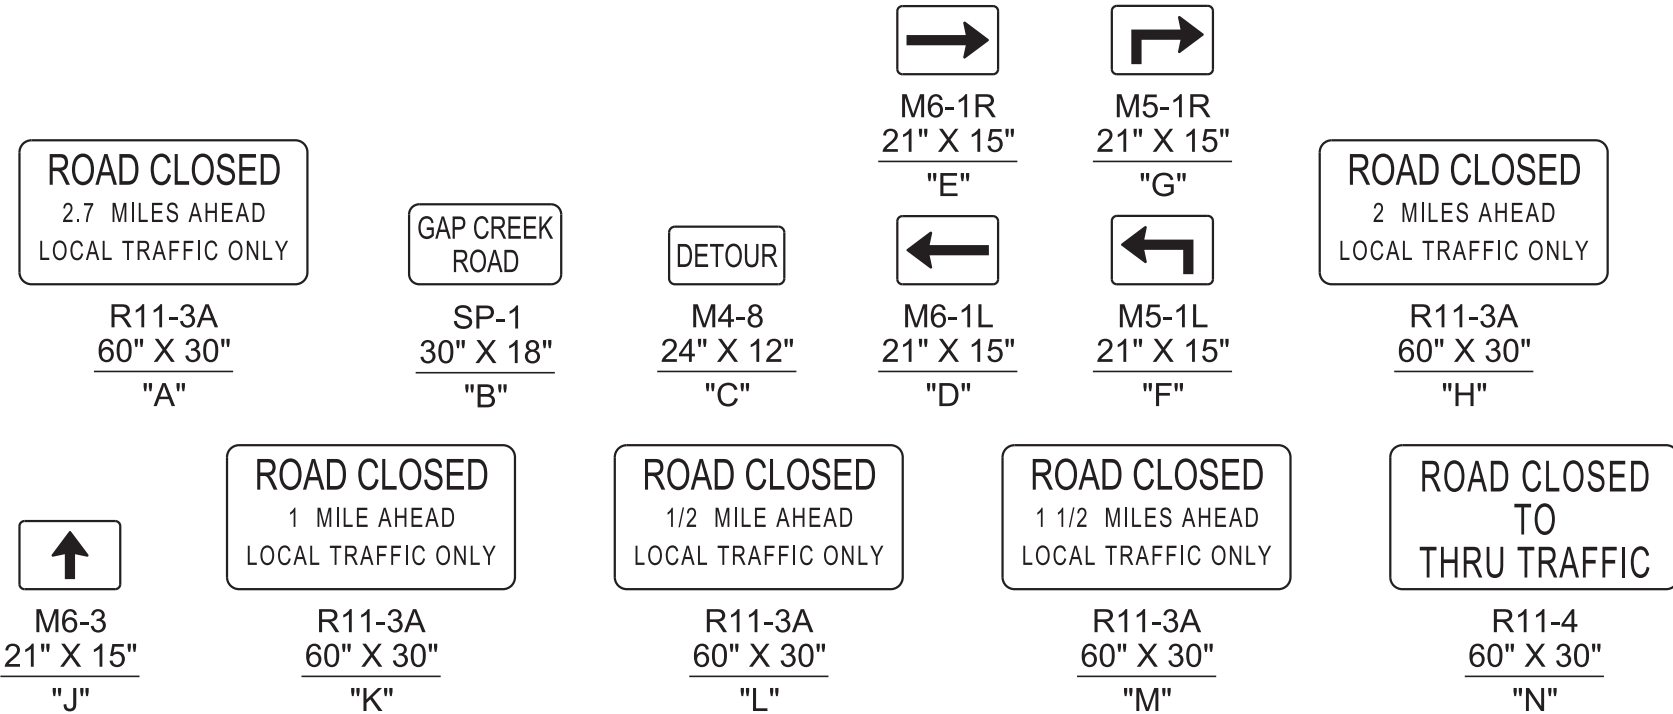 M6-1R
21" X 15"
"E"
M5-1R
21" X 15"
"G"
ROAD CLOSED
2.7 MILES AHEAD
LOCAL TRAFFIC ONLY
R11-3A
60" X 30"
"A"
GAP CREEK
ROAD
SP-1
30" X 18"
"B"
DETOUR
M4-8
24" X 12"
"C"
M6-1L
21" X 15"
"D"
M5-1L
21" X 15"
"F"
ROAD CLOSED
2 MILES AHEAD
LOCAL TRAFFIC ONLY
R11-3A
60" X 30"
"H"
M6-3
21" X 15"
"J"
ROAD CLOSED
1 MILE AHEAD
LOCAL TRAFFIC ONLY
R11-3A
60" X 30"
"K"
ROAD CLOSED
1/2 MILE AHEAD
LOCAL TRAFFIC ONLY
R11-3A
60" X 30"
"L"
ROAD CLOSED
1 1/2 MILES AHEAD
LOCAL TRAFFIC ONLY
R11-3A
60" X 30"
"M"
ROAD CLOSED
TO
THRU TRAFFIC
R11-4
60" X 30"
"N"